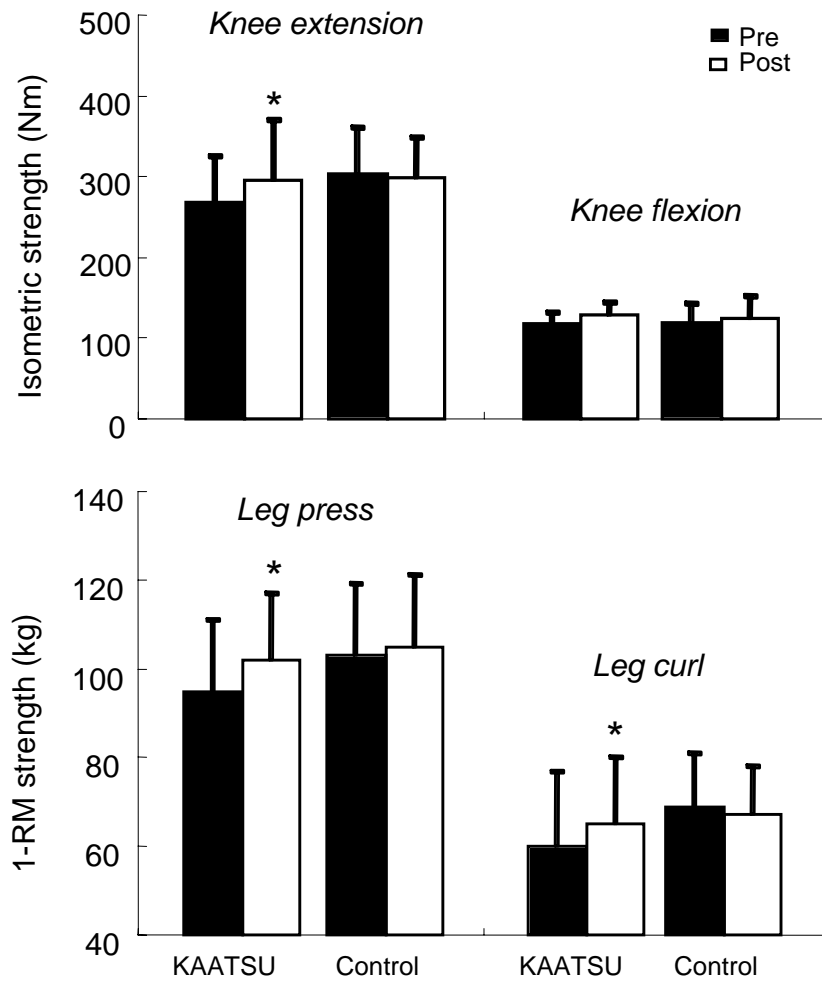 Knee extension
Pre
Post
Isometric strength (Nm)
500
400
300
200
100
0
*
Knee flexion
1-RM strength (kg)
140
120
100
80
60
40
Leg press
*
Leg curl
*
KAATSU Control KAATSU Control